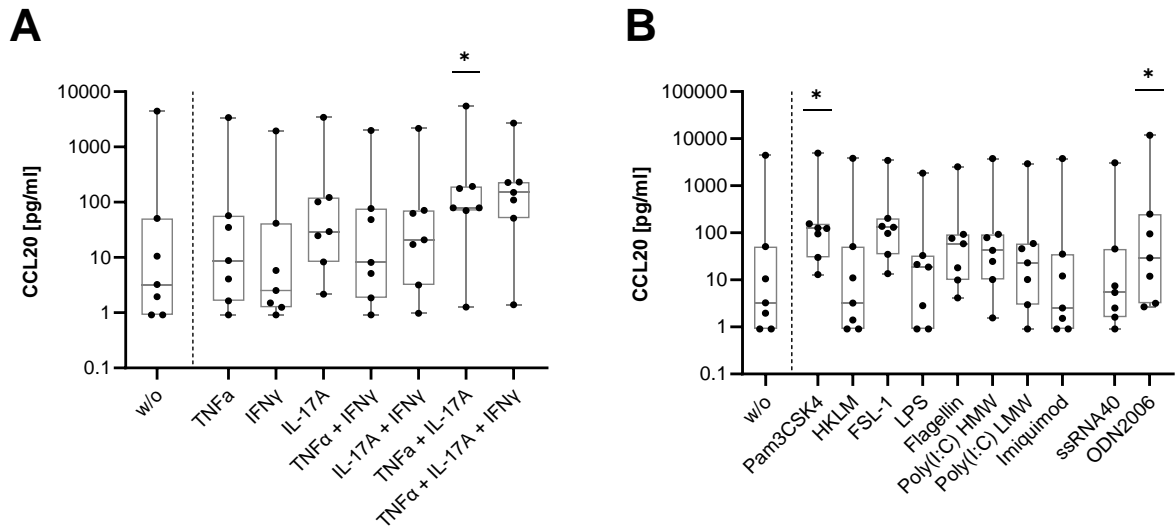 A
B
*
*
*
10000
1000
100
10
1
0.1
CCL20 [pg/ml]
w/o
TNFa
IFNγ
IL-17A
TNFα + IFNγ
IL-17A + IFNγ
TNFa + IL-17A
TNFα + IL-17A + IFNγ
100000
10000
1000
100
10
1
0.1
CCL20 [pg/ml]
w/o
Pam3CSK4
HKLM
FSL-1
LPS
Flagellin
Poly(I:C) HMW
Poly(I:C) LMW
Imiquimod
ssRNA40
ODN2006